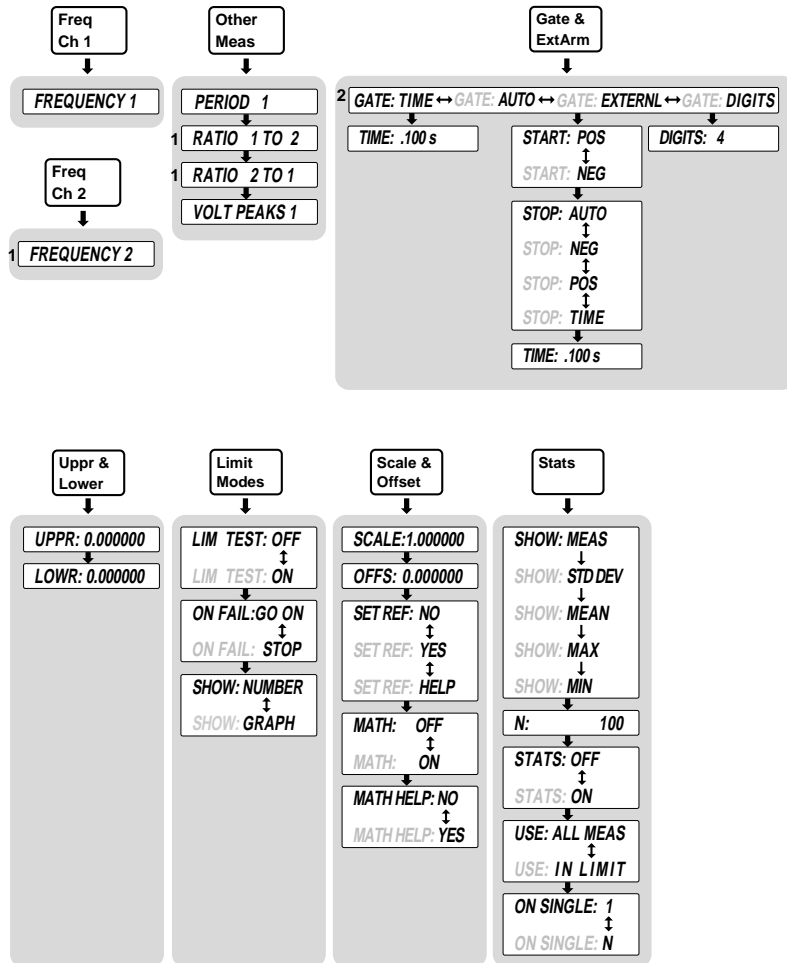 Freq
Ch 1
FREQUENCY 1
Freq
Ch 2
1 FREQUENCY 2
Other
Meas
PERIOD 1
1 RATIO 1 TO 2
1 RATIO 2 TO 1
VOLT PEAKS 1
Gate &
ExtArm
2 GATE: TIME ↔ GATE: AUTO ↔ GATE: EXTERNL ↔ GATE: DIGITS
TIME: .100 s
START: POS
START: NEG
STOP: AUTO
STOP: NEG
STOP: POS
STOP: TIME
TIME: .100 s
DIGITS: 4
Uppr &
Lower
UPPR: 0.000000
LOWR: 0.000000
Limit
Modes
LIM TEST: OFF
LIM TEST: ON
ON FAIL:GO ON
ON FAIL: STOP
SHOW: NUMBER
SHOW: GRAPH
Scale &
Offset
SCALE:1.000000
OFFS: 0.000000
SET REF: NO
SET REF: YES
SET REF: HELP
MATH: OFF
MATH: ON
MATH HELP: NO
MATH HELP: YES
Stats
SHOW: MEAS
SHOW: STD DEV
SHOW: MEAN
SHOW: MAX
SHOW: MIN
N: 100
STATS: OFF
STATS: ON
USE: ALL MEAS
USE: IN LIMIT
ON SINGLE: 1
ON SINGLE: N